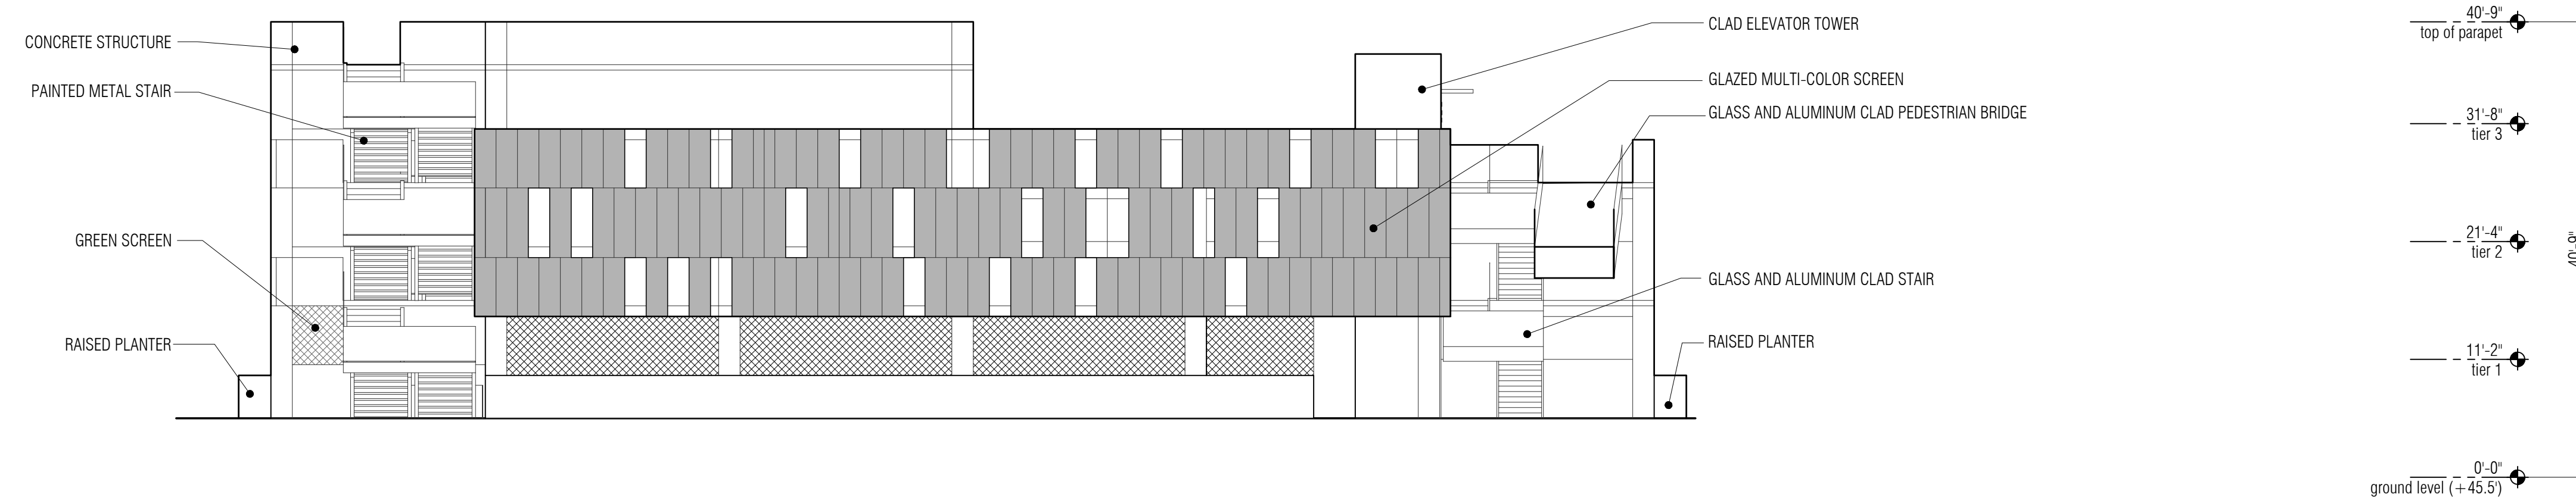 CONCRETE STRUCTURE
PAINTED METAL STAIR
GREEN SCREEN
RAISED PLANTER
CLAD ELEVATOR TOWER
GLAZED MULTI-COLOR SCREEN
GLASS AND ALUMINUM CLAD PEDESTRIAN BRIDGE
GLASS AND ALUMINUM CLAD STAIR
RAISED PLANTER
40'-9"
top of parapet
31'-8"
tier 3
21'-4"
tier 2
11'-2"
tier 1
0'-0"
ground level (+45.5')
40'-9"